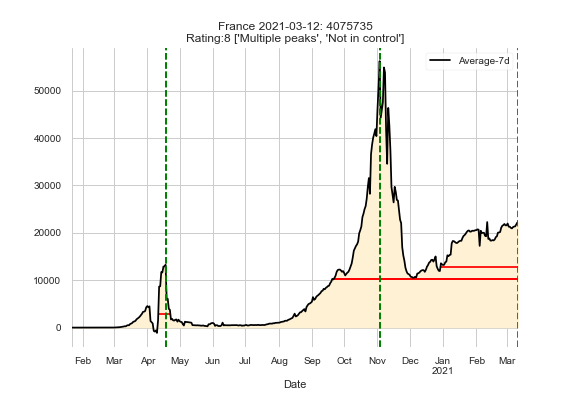 France 2021-03-12: 4075735
Rating:8 ['Multiple peaks', 'Not in control']
Average-7d
50000
40000
30000
20000
10000
0
Feb Mar Apr May Jun Jul Aug Sep Oct Nov Dec Jan Feb Mar
2021
Date